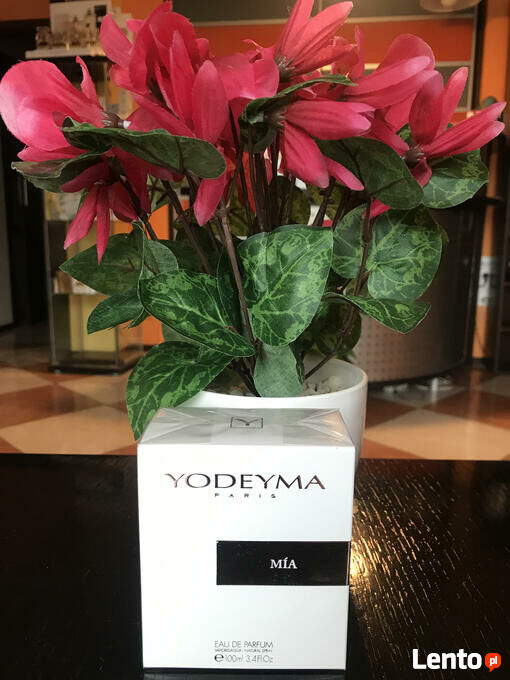 YODEYMA
PARIS
MÍA
EAU DE PARFUM
VAPORISATEUR - NATURAL SPRAY
e 100ml 3.4Fl.Oz
Lento pl